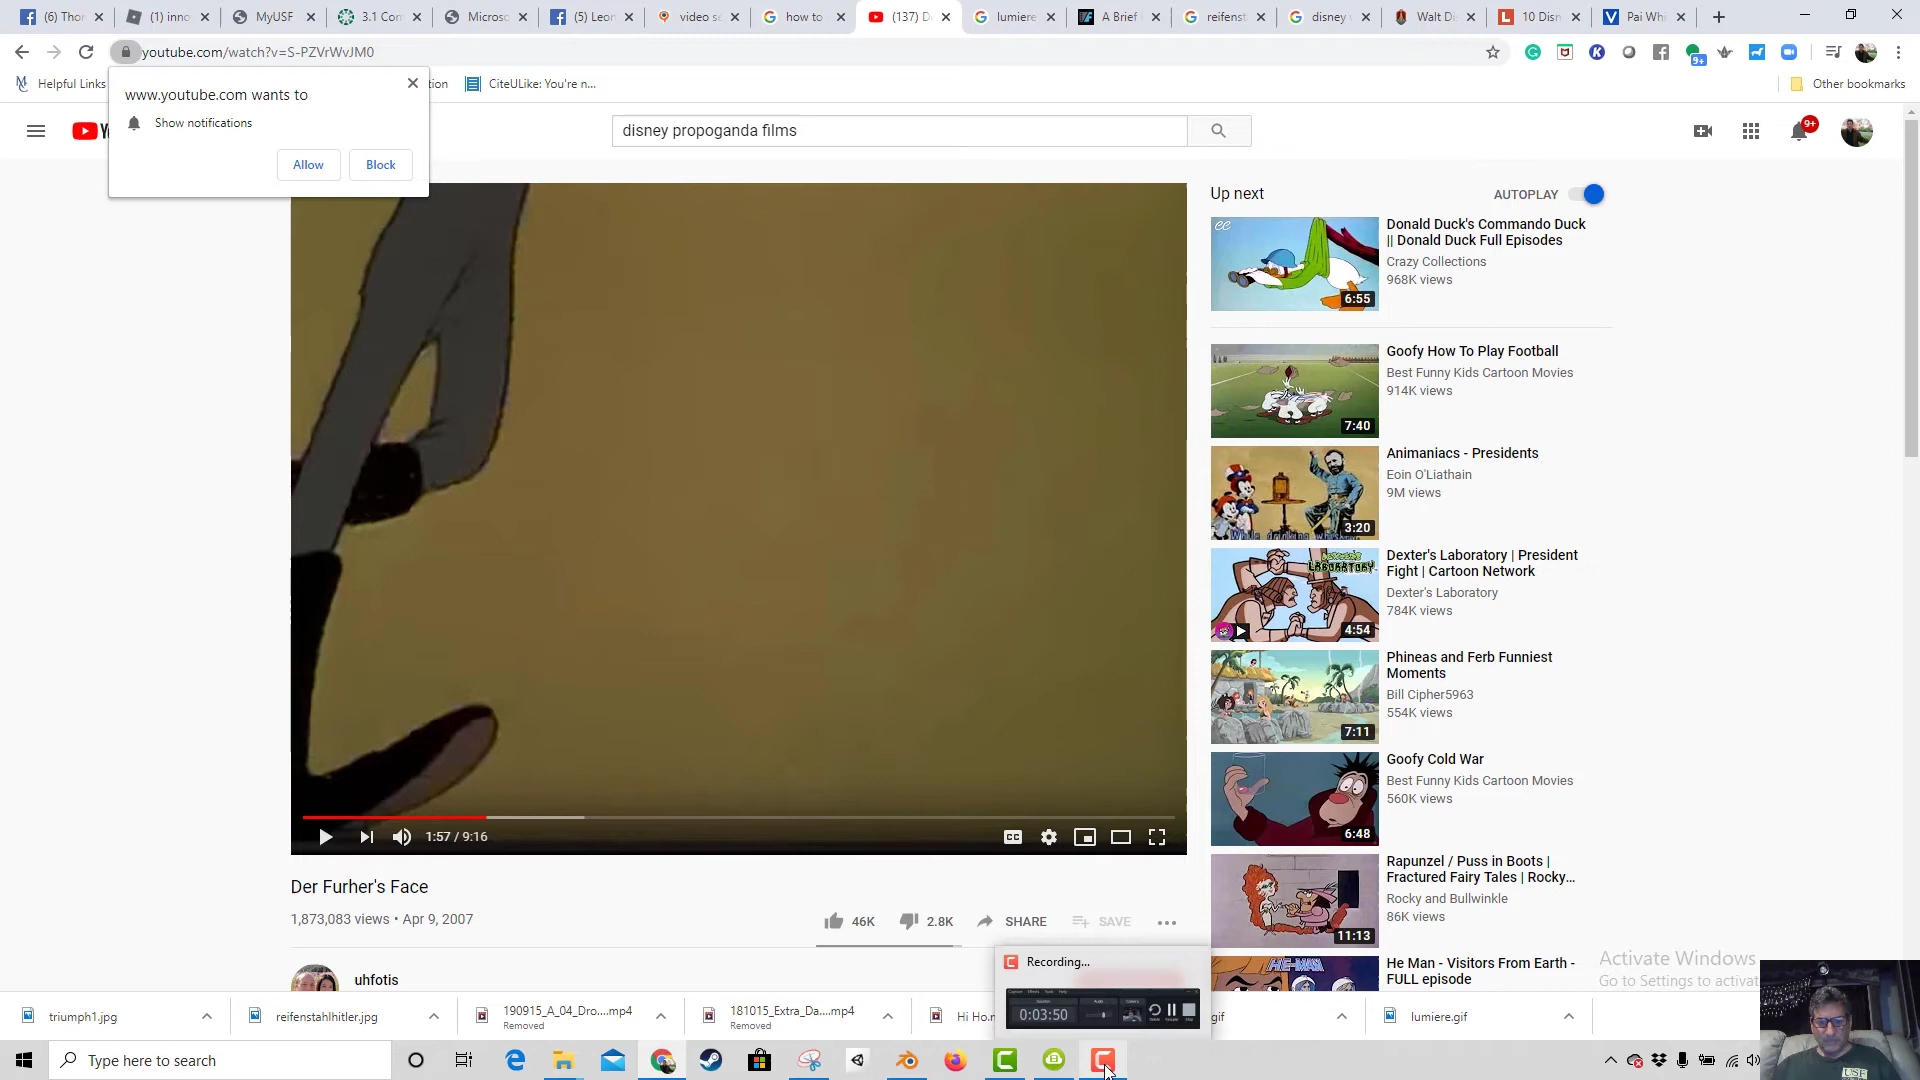 (6) Thor
(1) inno
MyUSF
3.1 Com
Microso
(5) Leon
video se
how to
(137) D
lumiere
A Brief
reifenst
disney
Walt Di
10 Disn
Pai Whi
youtube.com/watch?v=S-PZVrWvJM0
Helpful Links
tion
CiteULike: You're n...
Other bookmarks
www.youtube.com wants to
Show notifications
Allow
Block
disney propoganda films
9+
Up next
AUTOPLAY
Donald Duck's Commando Duck
|| Donald Duck Full Episodes
Crazy Collections
968K views
6:55
Goofy How To Play Football
Best Funny Kids Cartoon Movies
914K views
7:40
Animaniacs - Presidents
Eoin O'Liathain
9M views
3:20
Dexter's Laboratory | President
Fight | Cartoon Network
Dexter's Laboratory
784K views
4:54
Phineas and Ferb Funniest
Moments
Bill Cipher5963
554K views
7:11
Goofy Cold War
Best Funny Kids Cartoon Movies
560K views
6:48
Rapunzel / Puss in Boots |
Fractured Fairy Tales | Rocky...
Rocky and Bullwinkle
86K views
11:13
He Man - Visitors From Earth -
FULL episode
1:57 / 9:16
CC
Der Furher's Face
1,873,083 views • Apr 9, 2007
46K
2.8K
SHARE
SAVE
uhfotis
Recording...
0:03:50
Activate Windows
Go to Settings to activat
triumph1.jpg
reifenstahlhitler.jpg
190915_A_04_Dro....mp4
Removed
181015_Extra_Da....mp4
Removed
Hi Ho.m
gif
lumiere.gif
Type here to search
USF